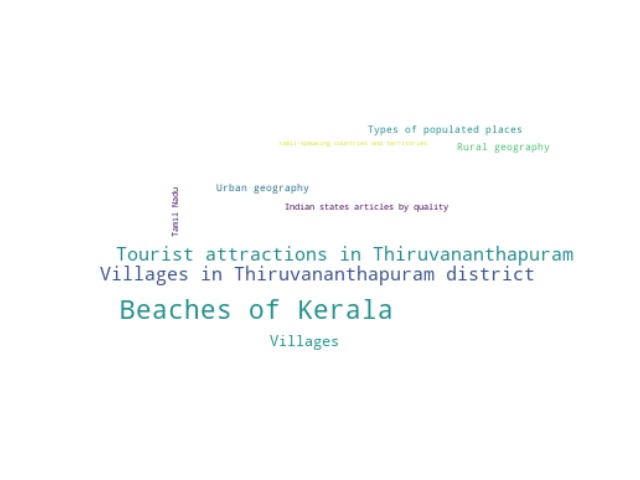 Types of populated places
tamil-speaking countries and territories
Rural geography
Urban geography
Tamil Nadu
Indian states articles by quality
Tourist attractions in Thiruvananthapuram
Villages in Thiruvananthapuram district
Beaches of Kerala
Villages